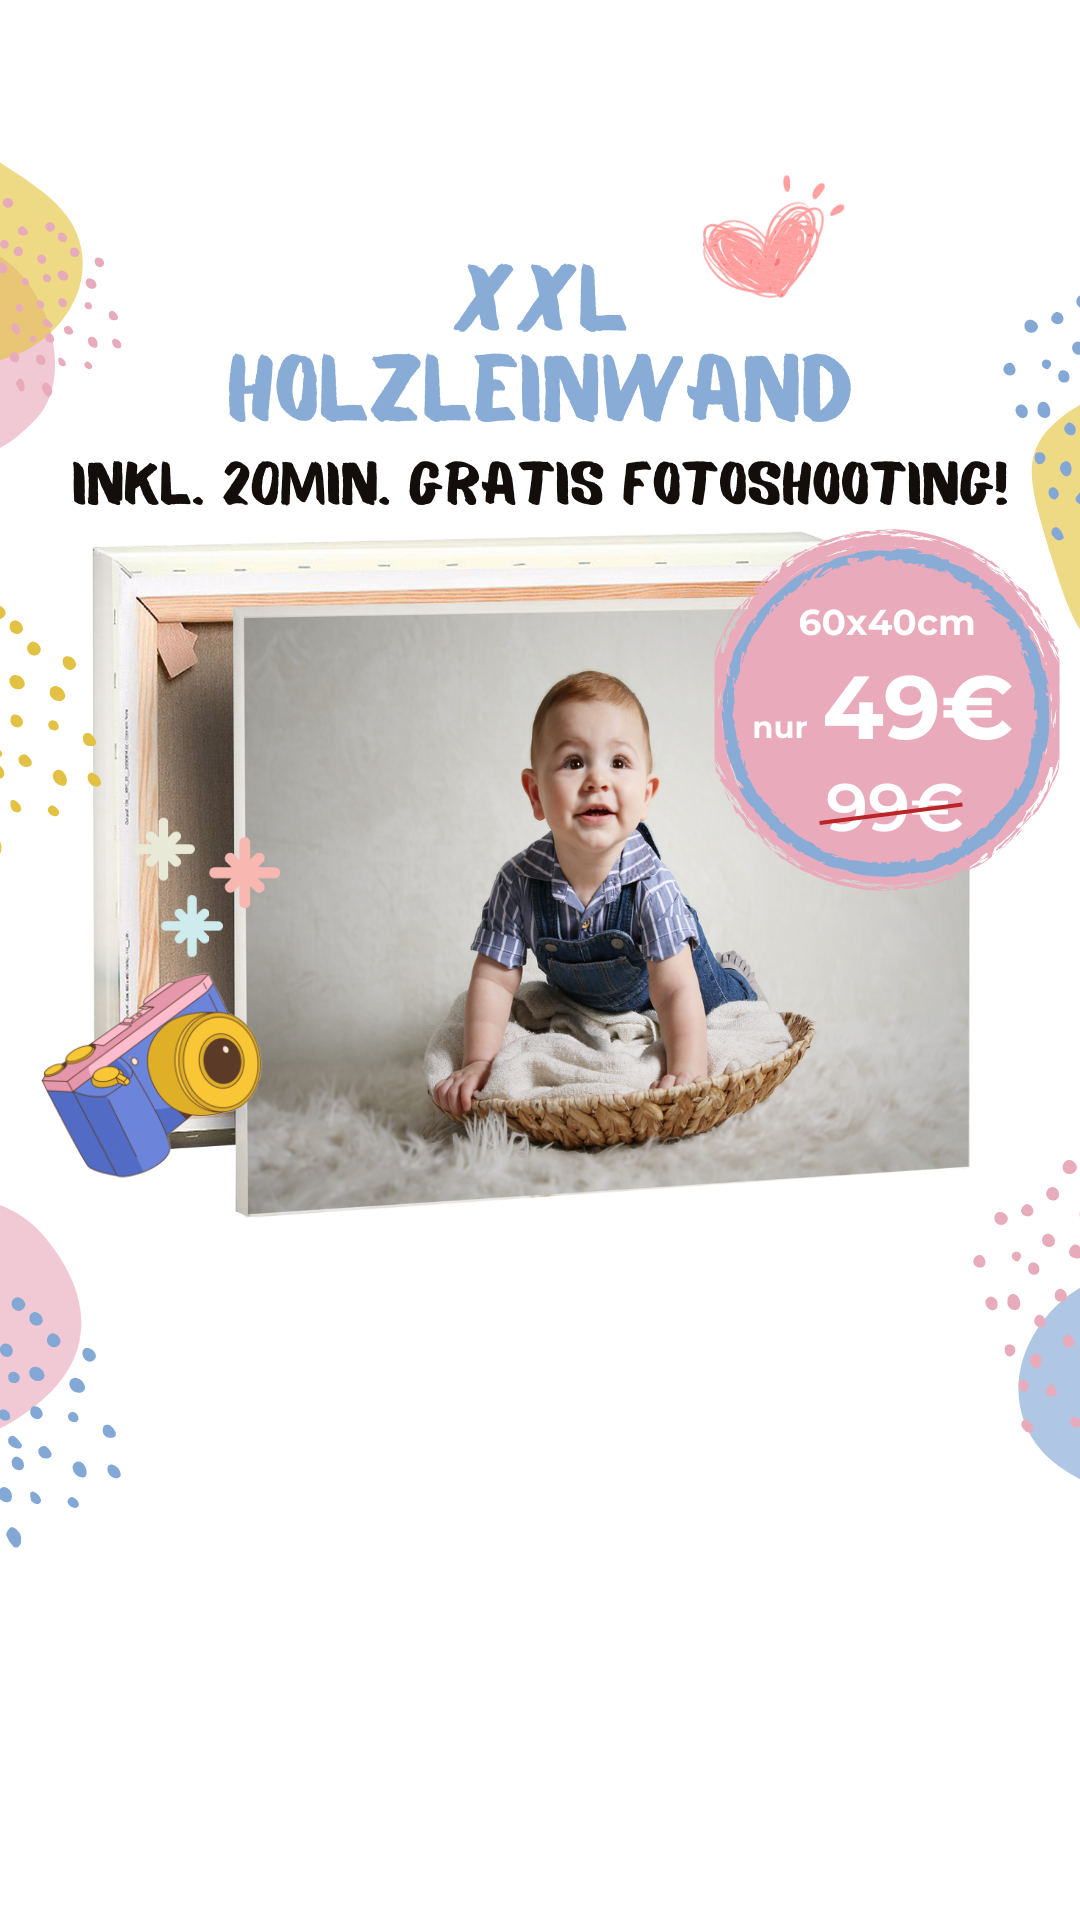 XXL
HOLZLEINWAND
INKL. 20MIN. GRATIS FOTOSHOOTING!
60x40cm
nur 49€
99€